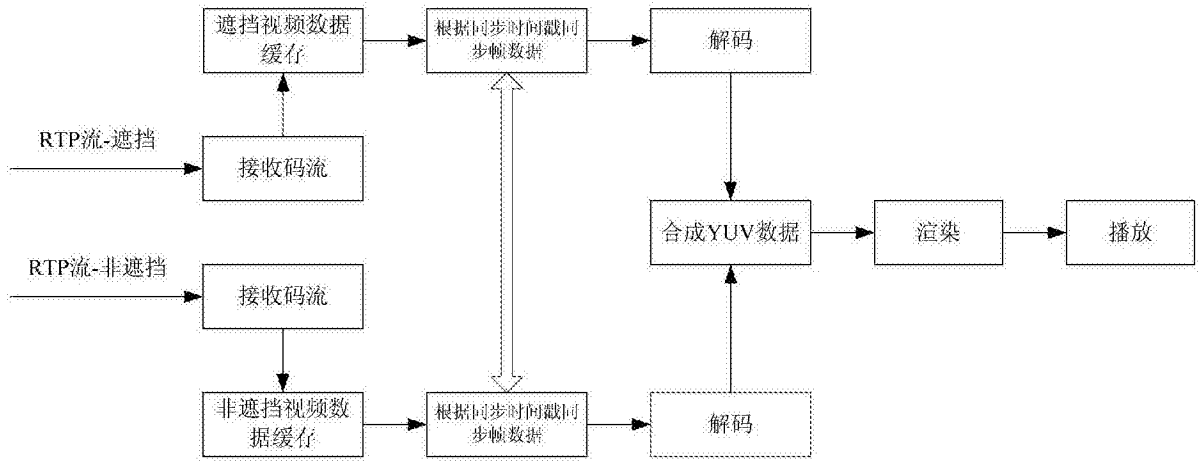 遮挡视频数据
缓存
根据同步时间戳同
步帧数据
解码
RTP流-遮挡
接收码流
合成YUV数据
渲染
播放
RTP流-非遮挡
接收码流
非遮挡视频数
据缓存
根据同步时间戳同
步帧数据
解码